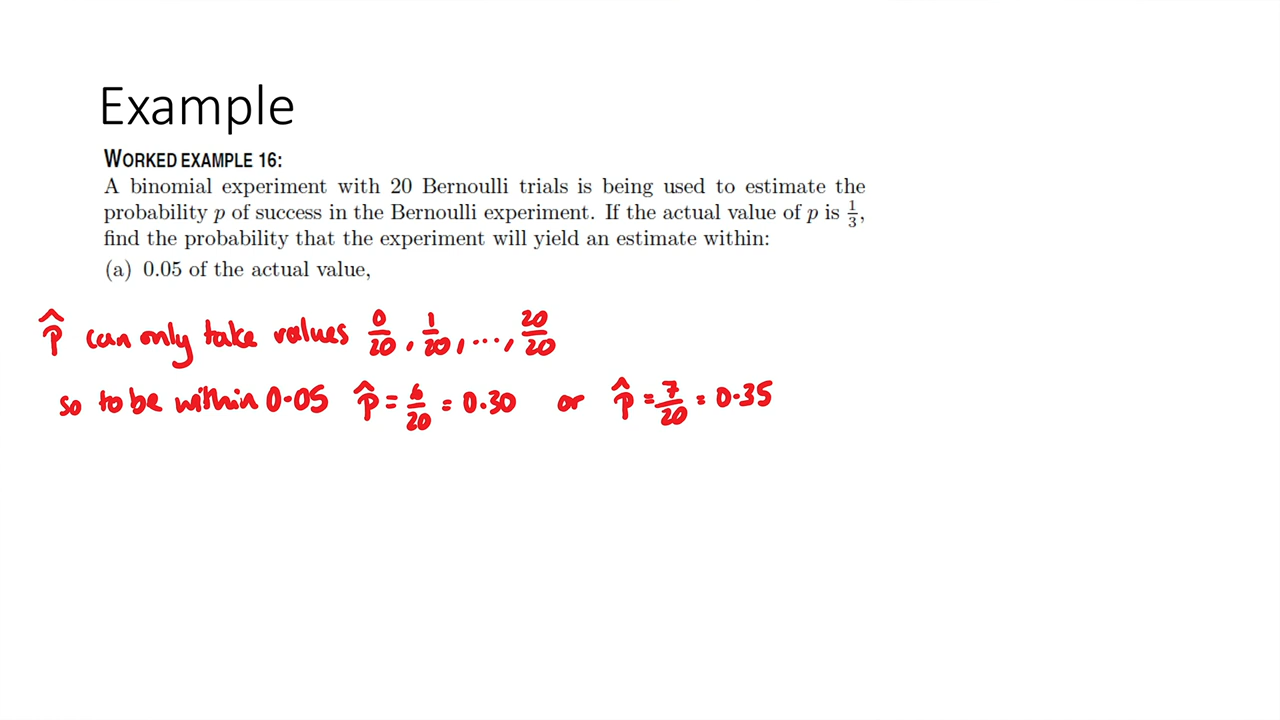 Example
WORKED EXAMPLE 16:
A binomial experiment with 20 Bernoulli trials is being used to estimate the
probability p of success in the Bernoulli experiment. If the actual value of p is 1/3,
find the probability that the experiment will yield an estimate within:
(a) 0.05 of the actual value,
p̂ can only take values 0/20, 1/20, ..., 20/20
so to be within 0.05 p̂ = 6/20 = 0.30 or p̂ = 7/20 = 0.35